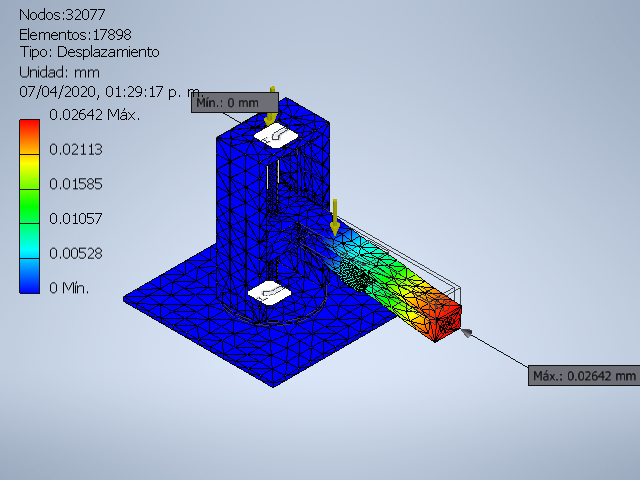 Nodos:32077
Elementos:17898
Tipo: Desplazamiento
Unidad: mm
07/04/2020, 01:29:17 p. m.
Mín.: 0 mm
0.02642 Máx.
0.02113
0.01585
0.01057
0.00528
0 Mín.
Máx.: 0.02642 mm